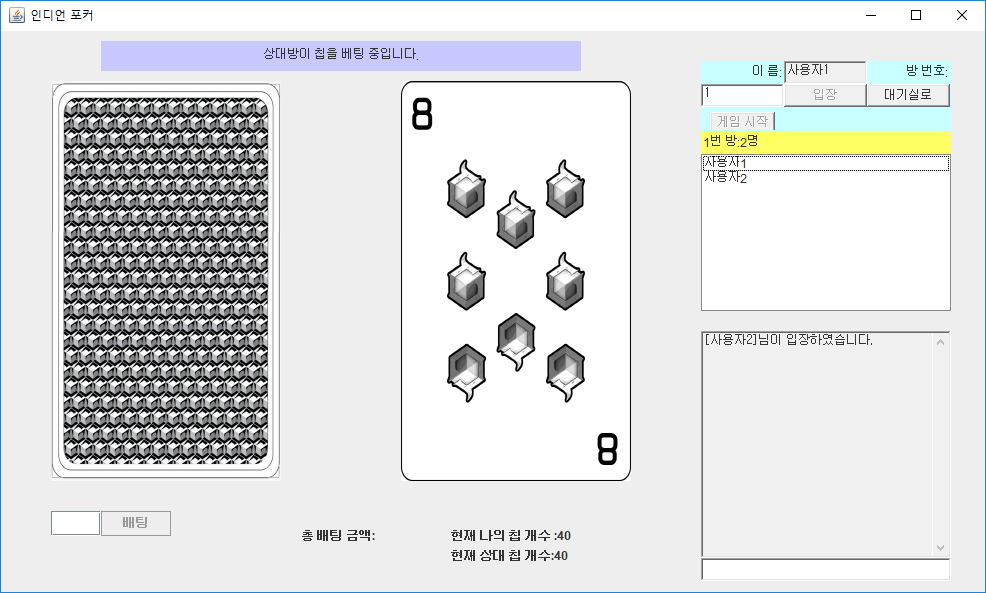 인디언 포커
상대방이 칩을 베팅 중입니다.
8
8
배팅
총 배팅 금액:
현재 나의 칩 개수 :40
현재 상대 칩 개수:40
이 름: 사용자1 방 번호:
1 입장 대기실로
게임 시작
1번 방:2명
사용자1
사용자2
[사용자2]님이 입장하였습니다.